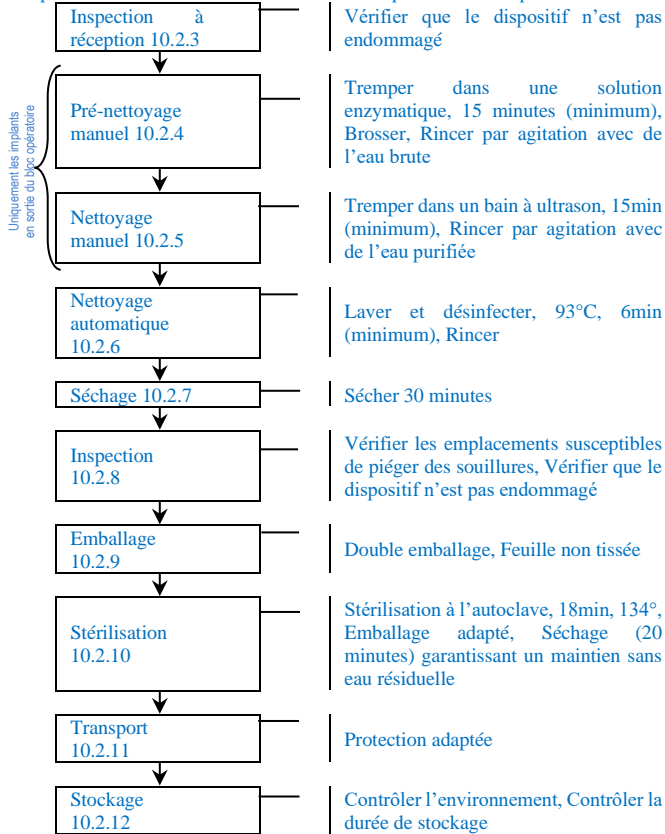 Inspection à
réception 10.2.3
Vérifier que le dispositif n'est pas
endommagé
Uniquement les implants
en sortie du bloc opératoire
Pré-nettoyage
manuel 10.2.4
Tremper dans une solution
enzymatique, 15 minutes (minimum),
Brosser, Rincer par agitation avec de
l'eau brute
Nettoyage
manuel 10.2.5
Tremper dans un bain à ultrason, 15min
(minimum), Rincer par agitation avec
de l'eau purifiée
Nettoyage
automatique
10.2.6
Laver et désinfecter, 93°C, 6min
(minimum), Rincer
Séchage 10.2.7
Sécher 30 minutes
Inspection
10.2.8
Vérifier les emplacements susceptibles
de piéger des souillures, Vérifier que le
dispositif n'est pas endommagé
Emballage
10.2.9
Double emballage, Feuille non tissée
Stérilisation
10.2.10
Stérilisation à l'autoclave, 18min, 134°,
Emballage adapté, Séchage (20
minutes) garantissant un maintien sans
eau résiduelle
Transport
10.2.11
Protection adaptée
Stockage
10.2.12
Contrôler l'environnement, Contrôler la
durée de stockage